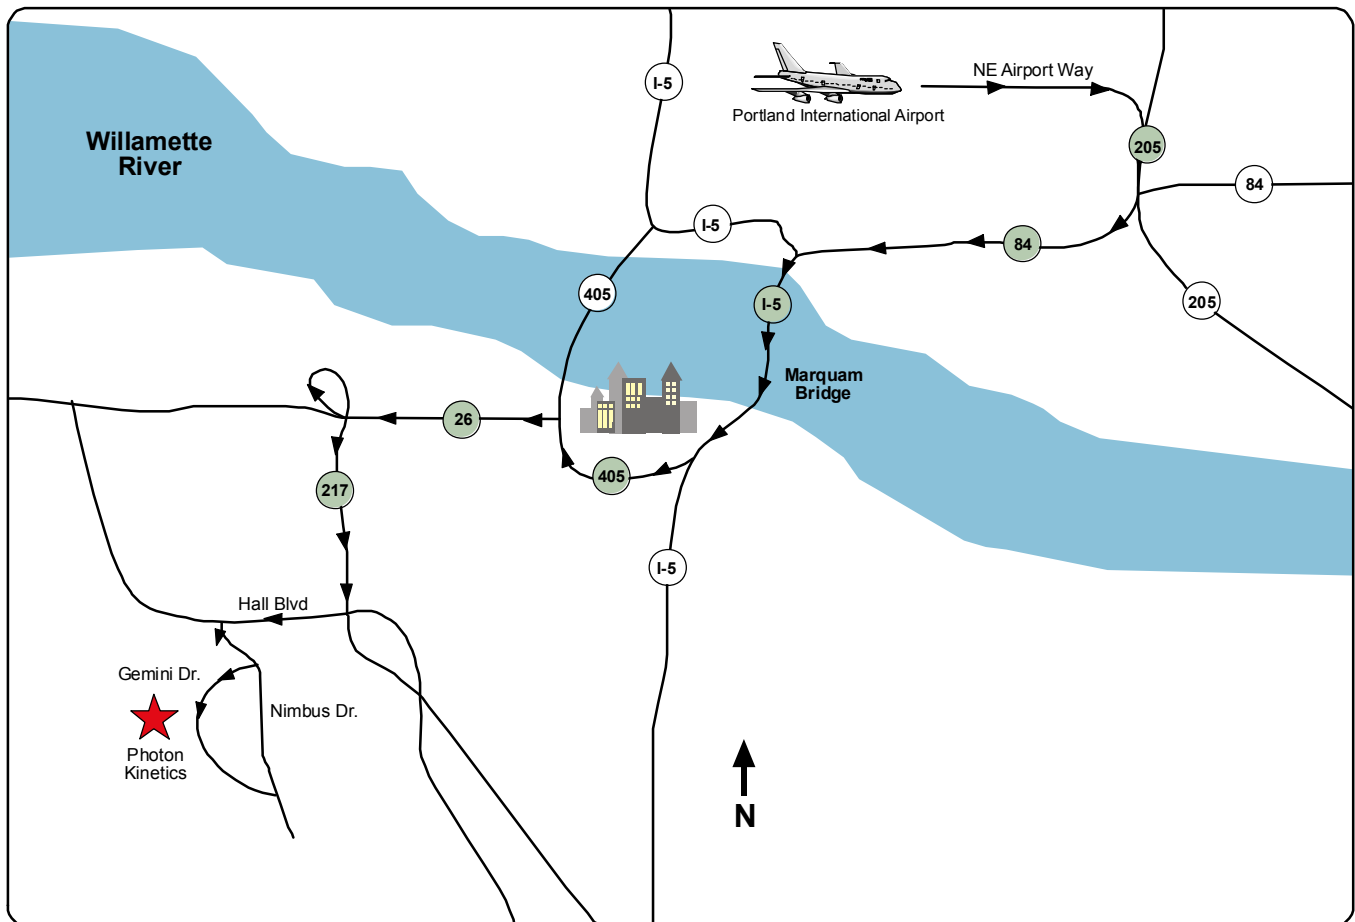 I-5
NE Airport Way
Portland International Airport
Willamette
River
205
84
I-5
84
405
I-5
205
Marquam
Bridge
26
405
217
I-5
Hall Blvd
Gemini Dr.
Nimbus Dr.
Photon
Kinetics
N